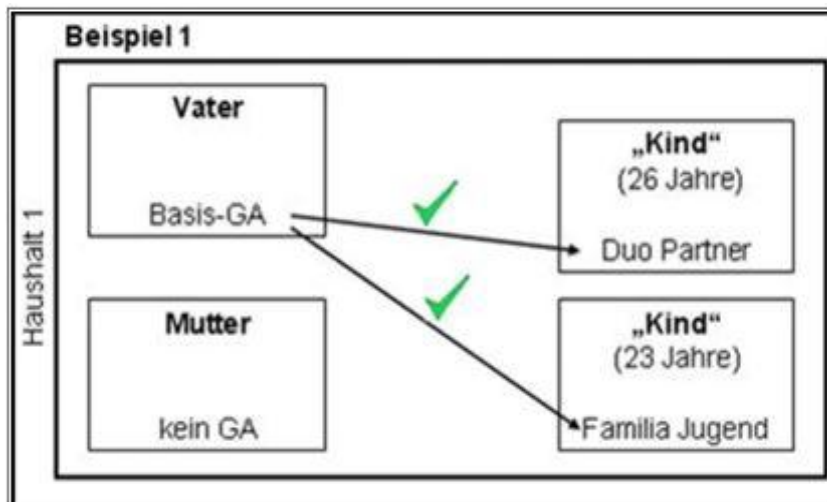 Beispiel 1
Haushalt 1
Vater
Basis-GA
„Kind“
(26 Jahre)
Duo Partner
Mutter
kein GA
„Kind“
(23 Jahre)
Familia Jugend